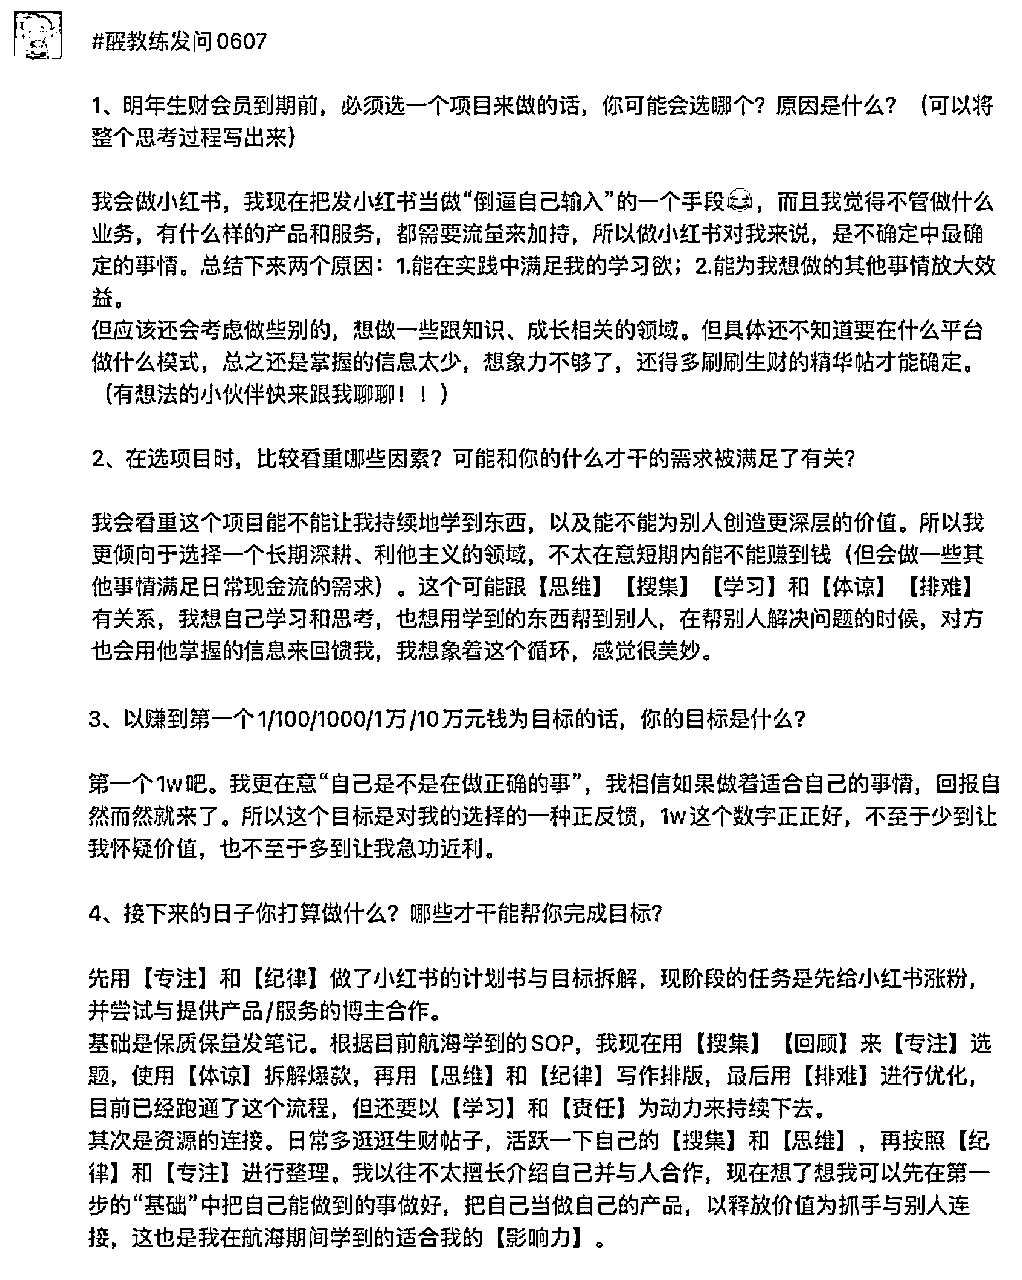 #醒教练发问0607
1、明年生财会员到期前，必须选一个项目来做的话，你可能会选哪个？原因是什么？（可以将
整个思考过程写出来）
我会做小红书，我现在把发小红书当做“倒逼自己输入”的一个手段，而且我觉得不管做什么
业务，有什么样的产品和服务，都需要流量来加持，所以做小红书对我来说，是不确定中最确
定的事情。总结下来两个原因：1.能在实践中满足我的学习欲；2.能为我想做的其他事情放大效
益。
但应该还会考虑做些别的，想做一些跟知识、成长相关的领域。但具体还不知道要在什么平台
做什么模式，总之还是掌握的信息太少，想象力不够了，还得多刷刷生财的精华帖才能确定。
（有想法的小伙伴快来跟我聊聊！！）
2、在选项目时，比较看重哪些因素？可能和你的什么才干的需求被满足了有关？
我会看重这个项目能不能让我持续地学到东西，以及能不能为别人创造更深层的价值。所以我
更倾向于选择一个长期深耕、利他主义的领域，不太在意短期内能不能赚到钱（但会做一些其
他事情满足日常现金流的需求）。这个可能跟【思维】【搜集】【学习】和【体谅】【排难】
有关系，我想自己学习和思考，也想用学到的东西帮到别人，在帮别人解决问题的时候，对方
也会用他掌握的信息来回馈我，我想象着这个循环，感觉很美妙。
3、以赚到第一个1/100/1000/1万/10万元钱为目标的话，你的目标是什么？
第一个1w吧。我更在意“自己是不是在做正确的事”，我相信如果做着适合自己的事情，回报自
然而然就来了。所以这个目标是对我的选择的一种正反馈，1w这个数字正正好，不至于少到让
我怀疑价值，也不至于多到让我急功近利。
4、接下来的日子你打算做什么？哪些才干能帮你完成目标？
先用【专注】和【纪律】做了小红书的计划书与目标拆解，现阶段的任务是先给小红书涨粉，
并尝试与提供产品/服务的博主合作。
基础是保质保量发笔记。根据目前航海学到的SOP，我现在用【搜集】【回顾】来【专注】选
题，使用【体谅】拆解爆款，再用【思维】和【纪律】写作排版，最后用【排难】进行优化，
目前已经跑通了这个流程，但还要以【学习】和【责任】为动力来持续下去。
其次是资源的连接。日常多逛逛生财帖子，活跃一下自己的【搜集】和【思维】，再按照【纪
律】和【专注】进行整理。我以往不太擅长介绍自己并与人合作，现在想了想我可以先在第一
步的“基础”中把自己能做到的事做好，把自己当做自己的产品，以释放价值为抓手与别人连
接，这也是我在航海期间学到的适合我的【影响力】。